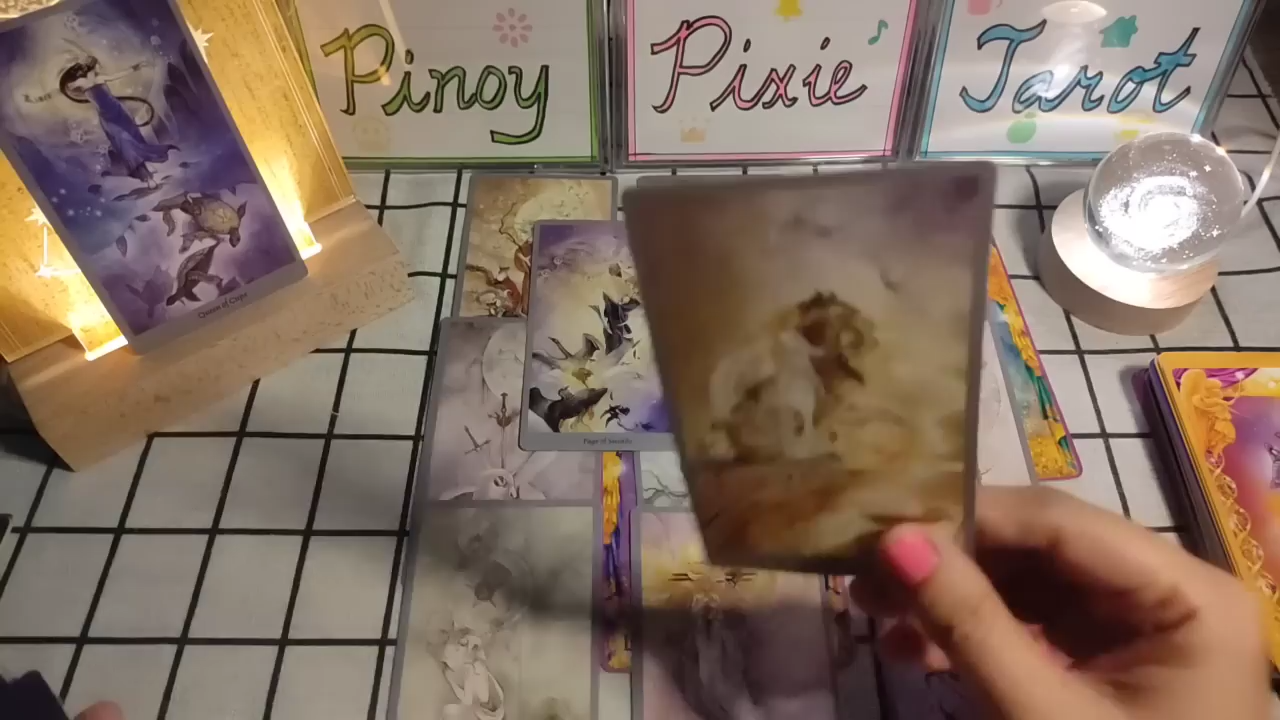 Pinoy
Pixie
Tarot
Queen of Cups
Page of Swords